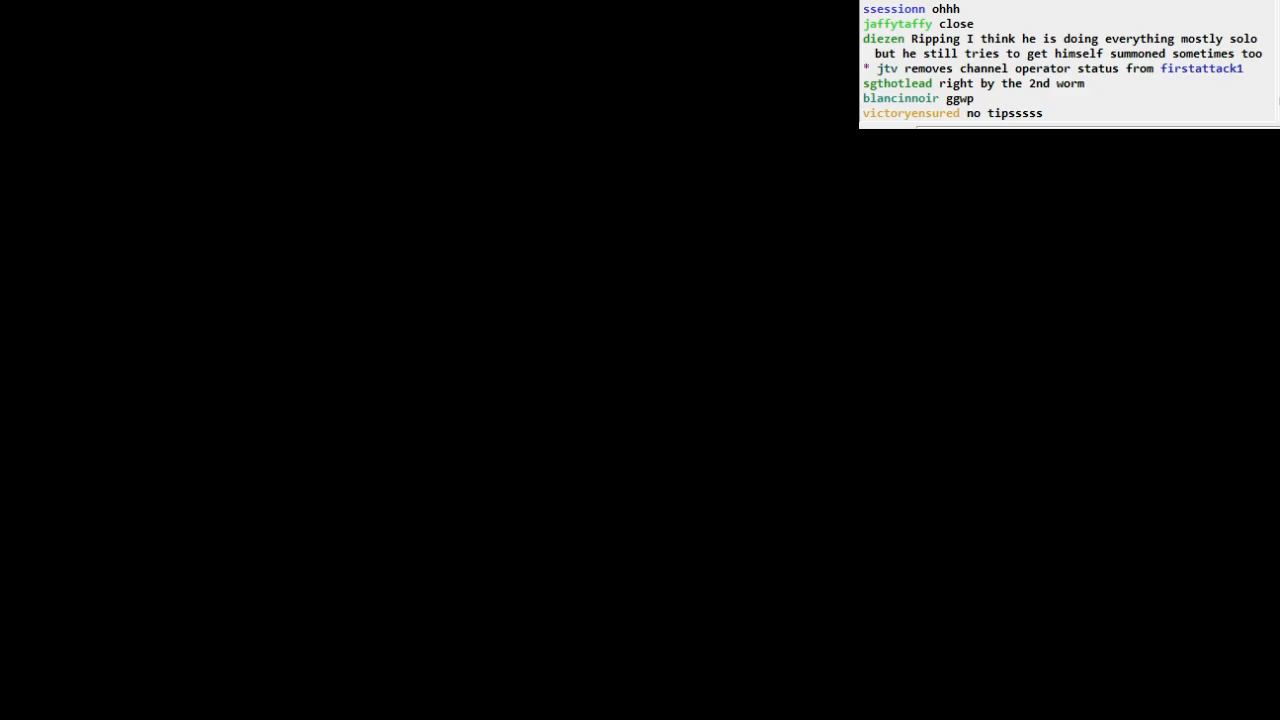 ssessionn ohhh
jaffytaffy close
diezen Ripping I think he is doing everything mostly solo
but he still tries to get himself summoned sometimes too
* jtv removes channel operator status from firstattack1
sgthotlead right by the 2nd worm
blancinnoir ggwp
victoryensured no tipsssss